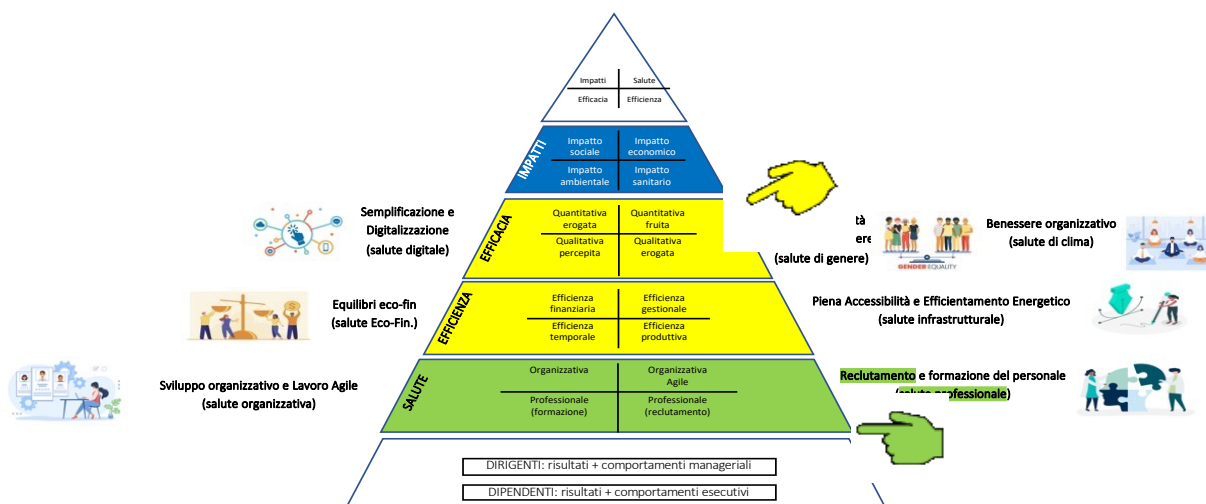 Impatti
Salute
Efficacia
Efficienza
IMPATTI
Impatto
sociale
Impatto
economico
Impatto
ambientale
Impatto
sanitario
EFFICACIA
Quantitativa
erogata
Quantitativa
fruita
Qualitativa
percepita
Qualitativa
erogata
EFFICIENZA
Efficienza
finanziaria
Efficienza
gestionale
Efficienza
temporale
Efficienza
produttiva
SALUTE
Organizzativa
Organizzativa
Agile
Professionale
(formazione)
Professionale
(reclutamento)
DIRIGENTI: risultati + comportamenti manageriali
DIPENDENTI: risultati + comportamenti esecutivi
Semplificazione e
Digitalizzazione
(salute digitale)
Equilibri eco-fin
(salute Eco-Fin.)
Sviluppo organizzativo e Lavoro Agile
(salute organizzativa)
(salute di genere)
GENDER EQUALITY
Benessere organizzativo
(salute di clima)
Piena Accessibilità e Efficientamento Energetico
(salute infrastrutturale)
Reclutamento e formazione del personale
(salute professionale)